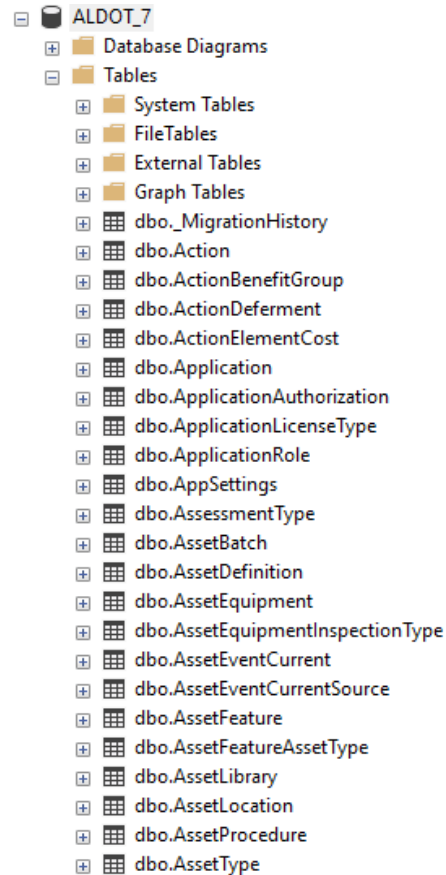 ALDOT_7
Database Diagrams
Tables
System Tables
FileTables
External Tables
Graph Tables
dbo._MigrationHistory
dbo.Action
dbo.ActionBenefitGroup
dbo.ActionDeferment
dbo.ActionElementCost
dbo.Application
dbo.ApplicationAuthorization
dbo.ApplicationLicenseType
dbo.ApplicationRole
dbo.AppSettings
dbo.AssessmentType
dbo.AssetBatch
dbo.AssetDefinition
dbo.AssetEquipment
dbo.AssetEquipmentInspectionType
dbo.AssetEventCurrent
dbo.AssetEventCurrentSource
dbo.AssetFeature
dbo.AssetFeatureAssetType
dbo.AssetLibrary
dbo.AssetLocation
dbo.AssetProcedure
dbo.AssetType